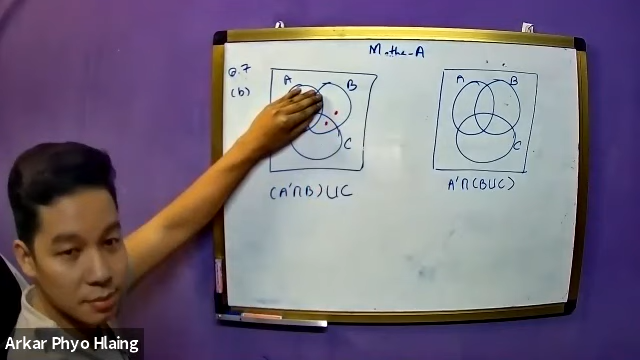 Maths-A
Q.7
(b)
A
B
C
(A'∩B)∪C
A
B
C
A'∩(B∪C)
Arkar Phyo Hlaing